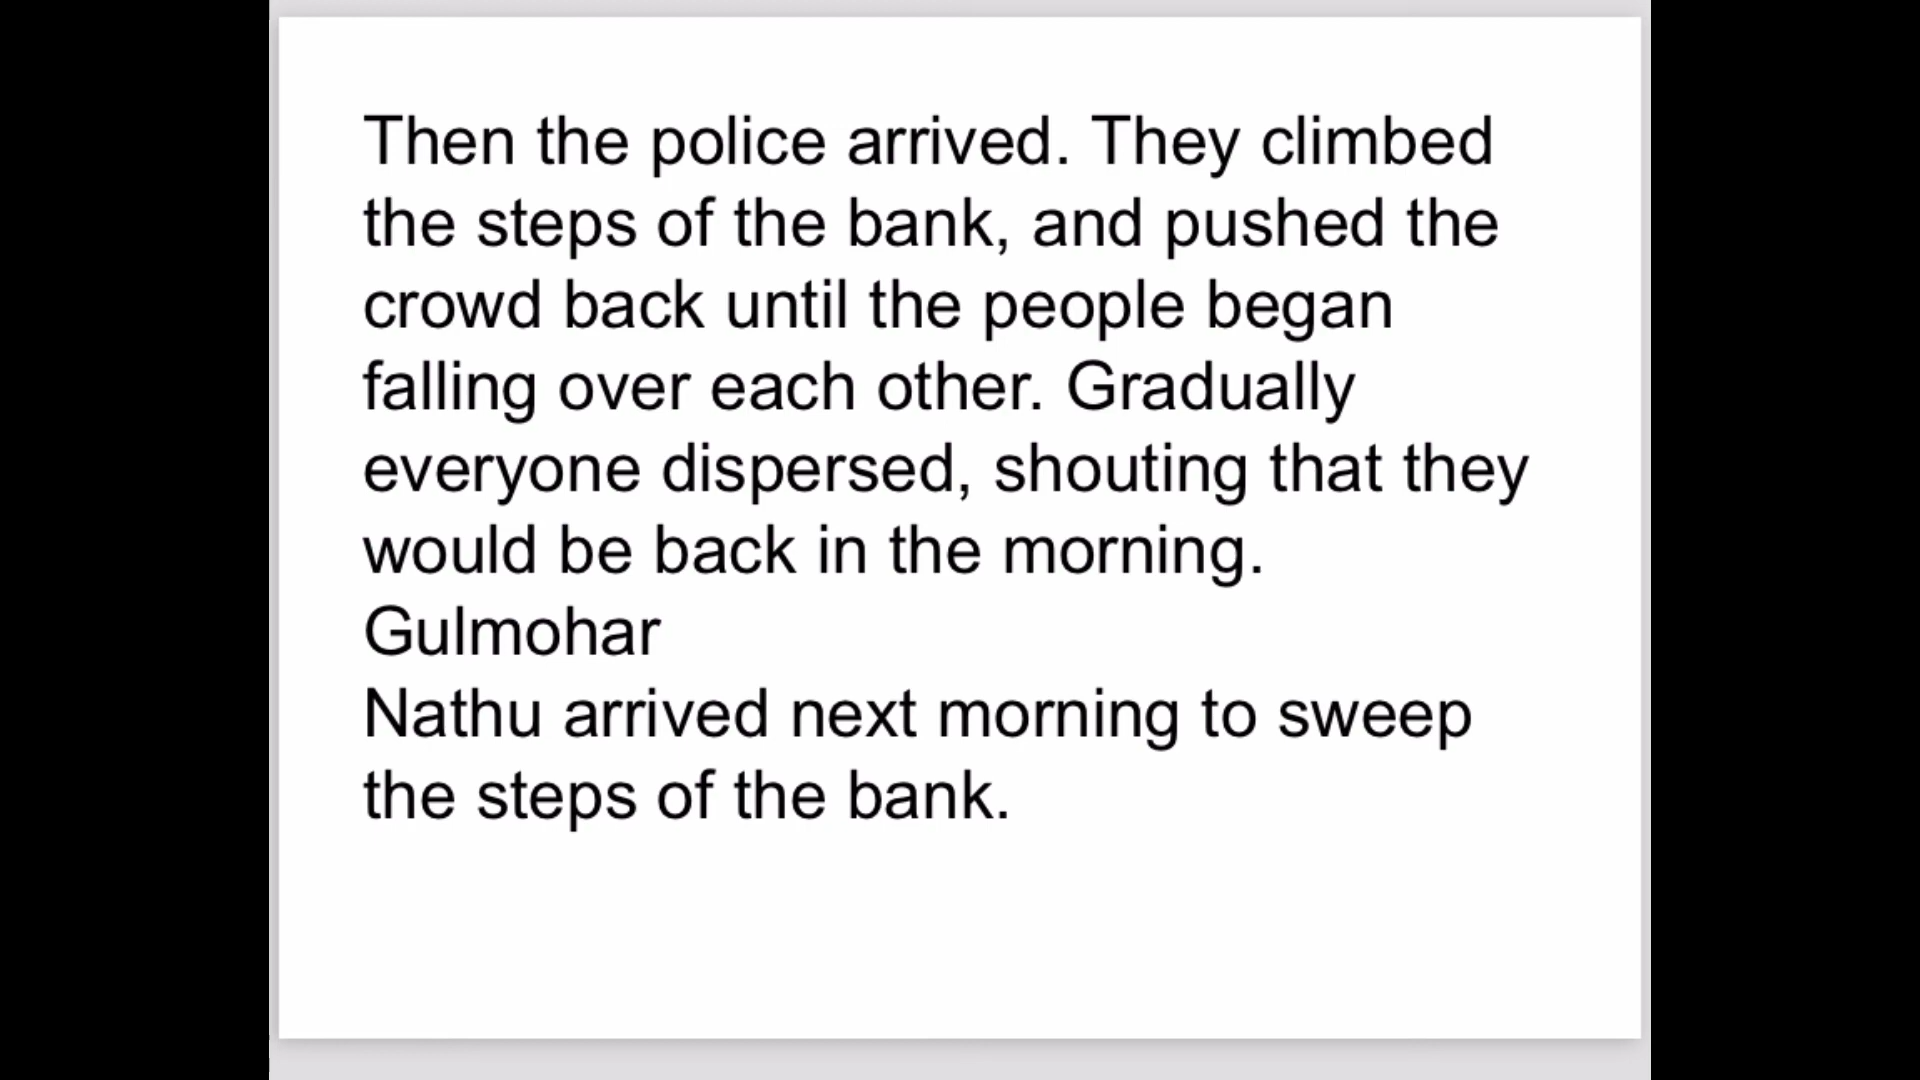 Then the police arrived. They climbed
the steps of the bank, and pushed the
crowd back until the people began
falling over each other. Gradually
everyone dispersed, shouting that they
would be back in the morning.
Gulmohar
Nathu arrived next morning to sweep
the steps of the bank.